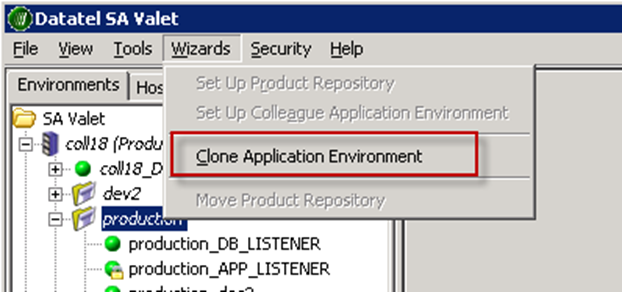 Datatel SA Valet
File View Tools Wizards Security Help
Environments Hos
Set Up Product Repository
Set Up Colleague Application Environment
Clone Application Environment
Move Product Repository
SA Valet
coll18 (Produ
coll18_D
dev2
production
production_DB_LISTENER
production_APP_LISTENER
production_dec2